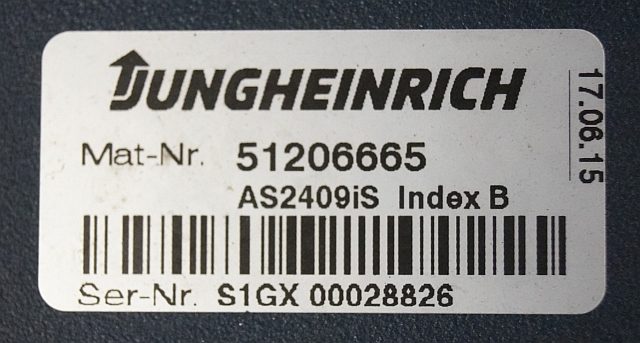 JUNGHEINRICH
Mat-Nr. 51206665
AS2409iS Index B
Ser-Nr. S1GX 00028826
17.06.15